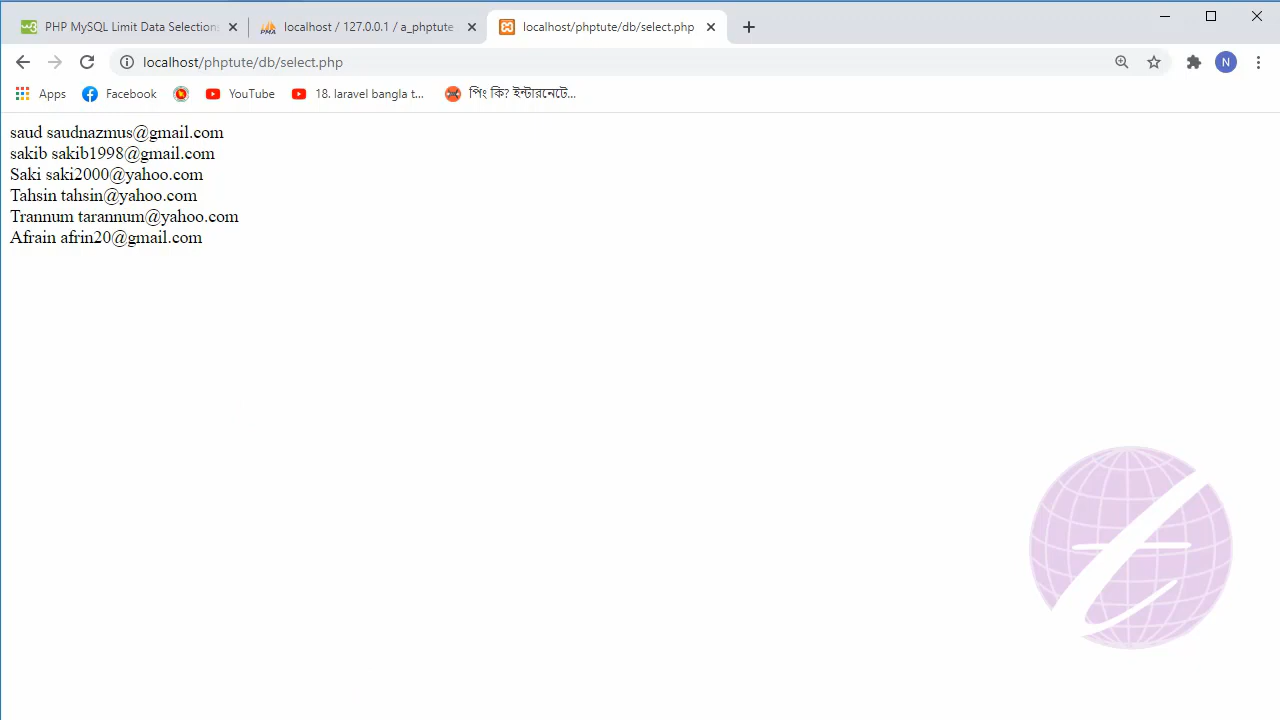 PHP MySQL Limit Data Selections
localhost / 127.0.0.1 / a_phptute
localhost/phptute/db/select.php
localhost/phptute/db/select.php
N
Apps
Facebook
YouTube
18. laravel bangla t...
পিং কি? ইন্টারনেটে...
saud saudnazmus@gmail.com
sakib sakib1998@gmail.com
Saki saki2000@yahoo.com
Tahsin tahsin@yahoo.com
Trannum tarannum@yahoo.com
Afrain afrin20@gmail.com